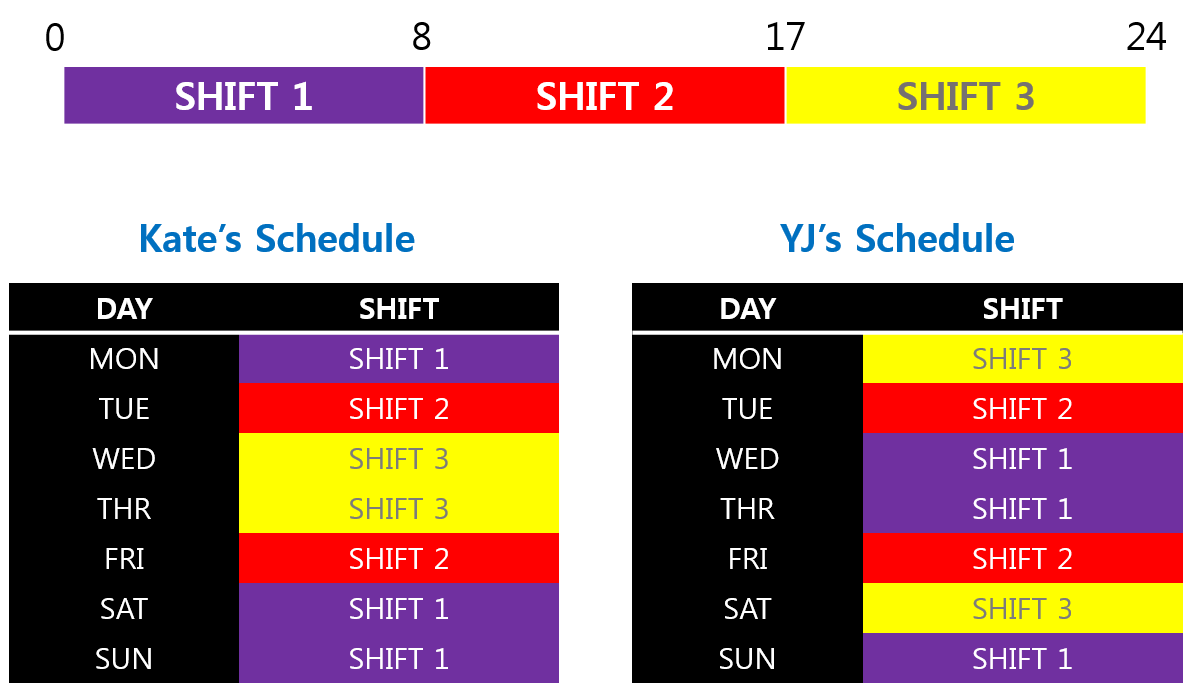 0 8 17 24
SHIFT 1 SHIFT 2 SHIFT 3
Kate's Schedule
DAY SHIFT
MON SHIFT 1
TUE SHIFT 2
WED SHIFT 3
THR SHIFT 3
FRI SHIFT 2
SAT SHIFT 1
SUN SHIFT 1
YJ's Schedule
DAY SHIFT
MON SHIFT 3
TUE SHIFT 2
WED SHIFT 1
THR SHIFT 1
FRI SHIFT 2
SAT SHIFT 3
SUN SHIFT 1